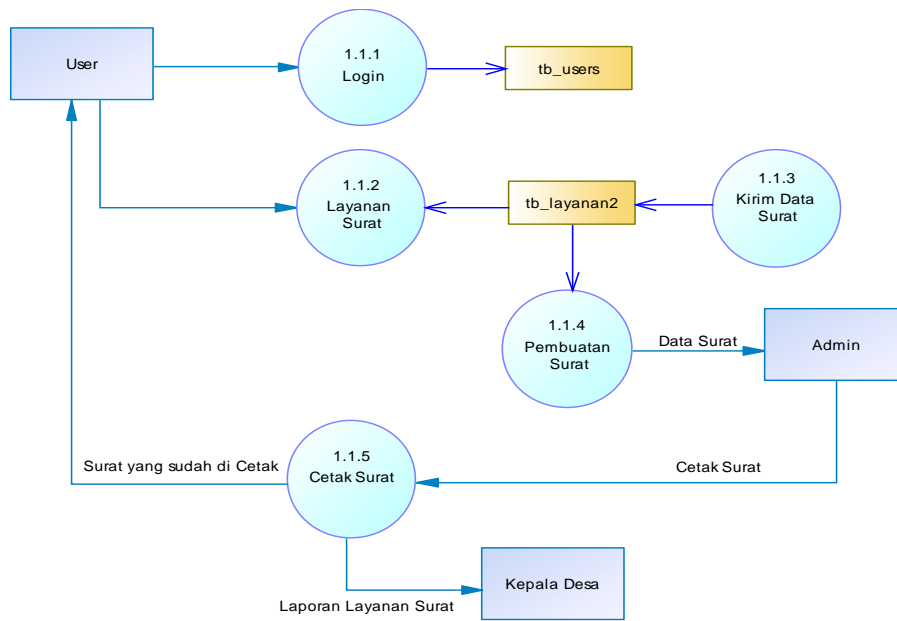 User
1.1.1
Login
tb_users
1.1.2
Layanan
Surat
tb_layanan2
1.1.3
Kirim Data
Surat
1.1.4
Pembuatan
Surat
Data Surat
Admin
Surat yang sudah di Cetak
1.1.5
Cetak Surat
Cetak Surat
Kepala Desa
Laporan Layanan Surat